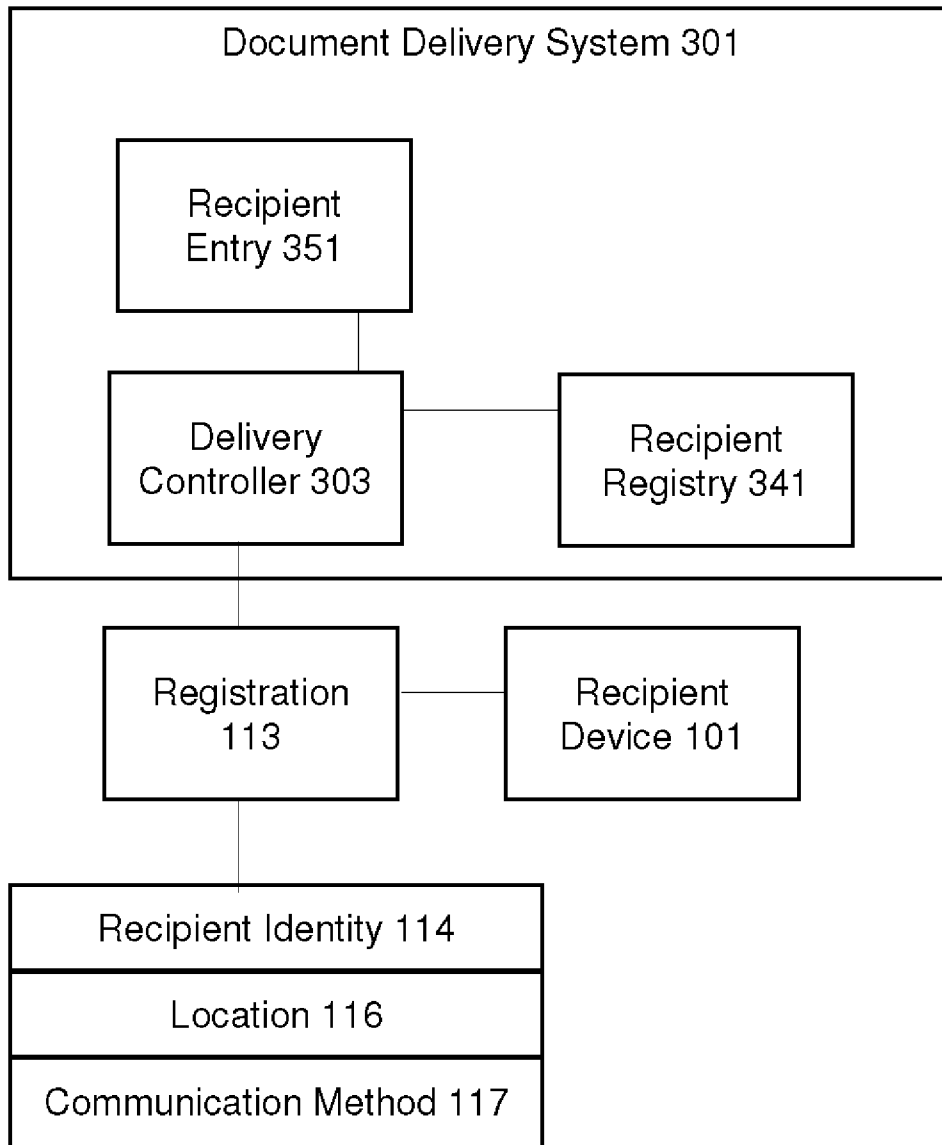 Document Delivery System 301
Recipient
Entry 351
Delivery
Controller 303
Recipient
Registry 341
Registration
113
Recipient
Device 101
Recipient Identity 114
Location 116
Communication Method 117